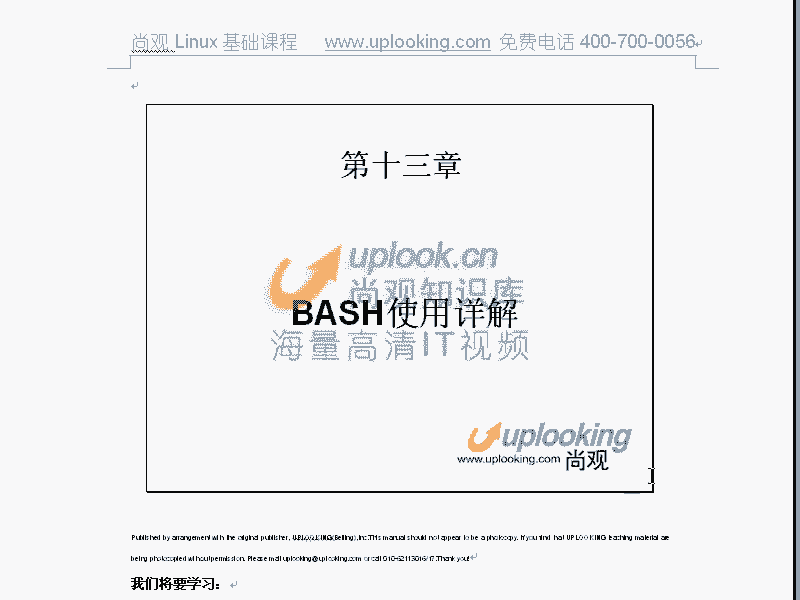 尚观 Linux 基础课程 www.uplooking.com 免费电话 400-700-0056
第十三章
uplook.cn
尚观知识库
BASH使用详解
海量高清IT视频
uplooking
www.uplooking.com 尚观
Published by arrangement with the original publisher, UPLOOKING(Beijing),Inc.This manual should not appear to be a photocopy. If you find that UPLOOKING teaching material are
being photocopied without permission. Please mail uplooking@uplooking.com or call Thank you!
我们将要学习：